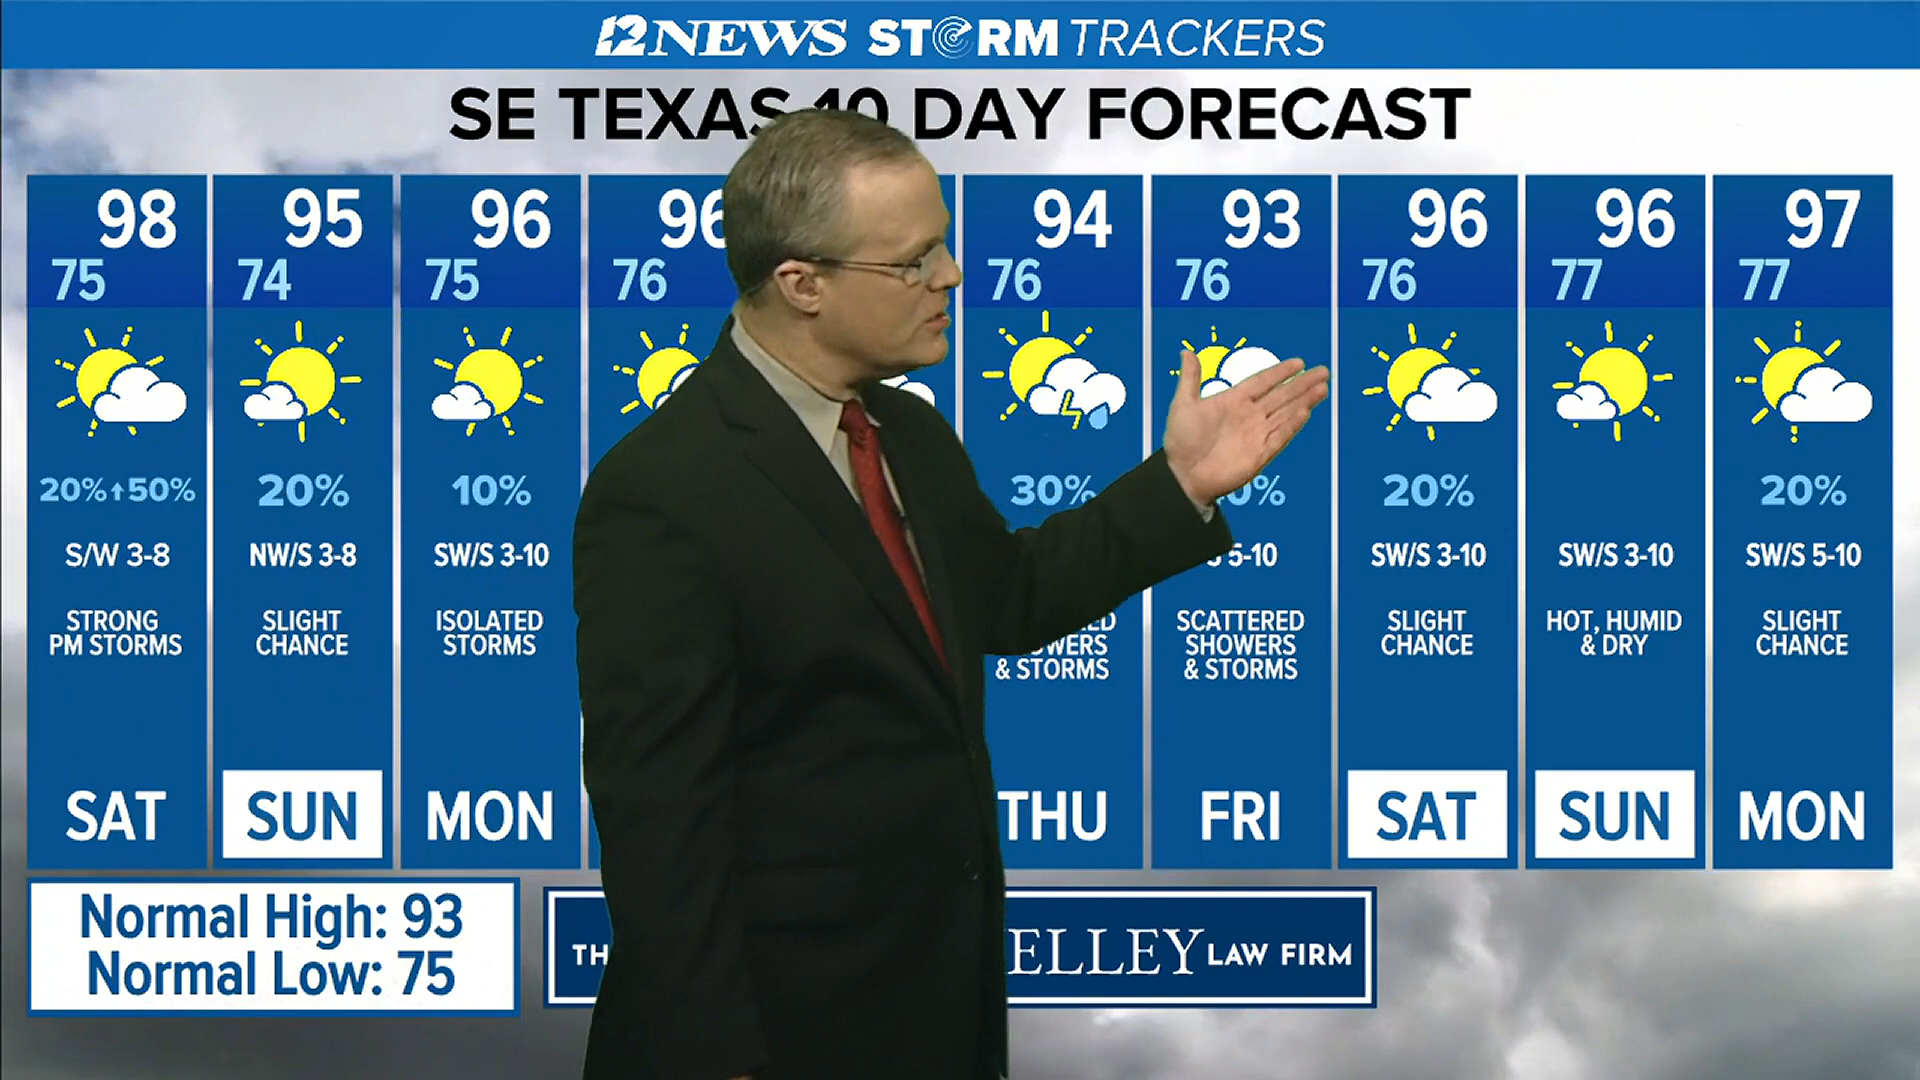 12NEWS STORM TRACKERS
SE TEXAS 10 DAY FORECAST
98
75
20%↑50%
S/W 3-8
STRONG
PM STORMS
SAT
95
74
20%
NW/S 3-8
SLIGHT
CHANCE
SUN
96
75
10%
SW/S 3-10
ISOLATED
STORMS
MON
96
76
94
76
30%
& STORMS
THU
93
76
5-10
SCATTERED
SHOWERS
& STORMS
FRI
96
76
20%
SW/S 3-10
SLIGHT
CHANCE
SAT
96
77
SW/S 3-10
HOT, HUMID
& DRY
SUN
97
77
20%
SW/S 5-10
SLIGHT
CHANCE
MON
Normal High: 93
Normal Low: 75
LAW FIRM